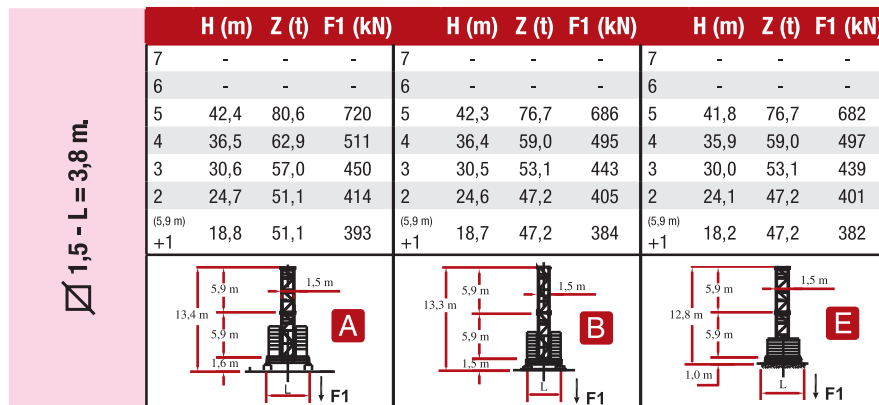 H (m) Z (t) F1 (kN) H (m) Z (t) F1 (kN) H (m) Z (t) F1 (kN)
7 - - - 7 - - - 7 - - -
6 - - - 6 - - - 6 - - -
5 42,4 80,6 720 5 42,3 76,7 686 5 41,8 76,7 682
4 36,5 62,9 511 4 36,4 59,0 495 4 35,9 59,0 497
3 30,6 57,0 450 3 30,5 53,1 443 3 30,0 53,1 439
2 24,7 51,1 414 2 24,6 47,2 405 2 24,1 47,2 401
(5,9 m) (5,9 m) (5,9 m)
+1 18,8 51,1 393 +1 18,7 47,2 384 +1 18,2 47,2 382
1,5 - L = 3,8 m.
5,9 m 1,5 m
13,4 m
A
5,9 m
1,6 m
L
F1
5,9 m 1,5 m
13,3 m
B
5,9 m
1,5 m
L
F1
5,9 m 1,5 m
12,8 m
E
5,9 m
1,0 m
L
F1